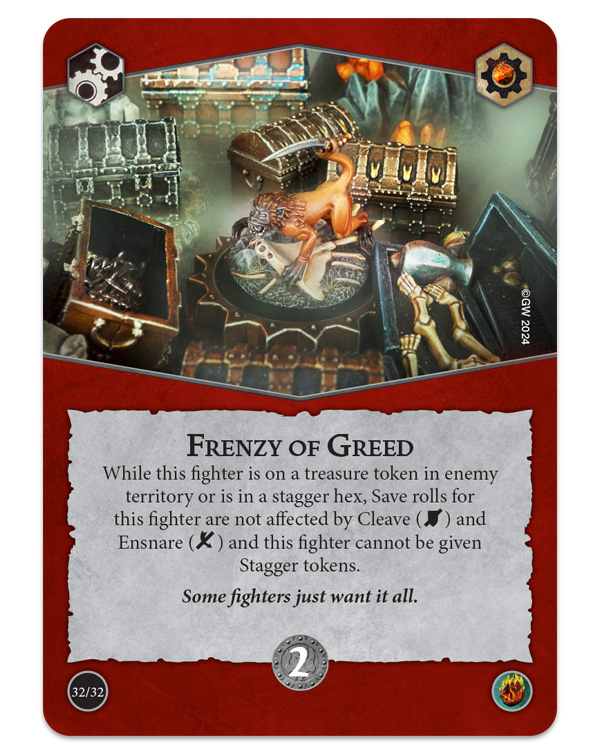 ©GW 2024
Frenzy of Greed
While this fighter is on a treasure token in enemy
territory or is in a stagger hex, Save rolls for
this fighter are not affected by Cleave ( ) and
Ensnare ( ) and this fighter cannot be given
Stagger tokens.
Some fighters just want it all.
2
32/32